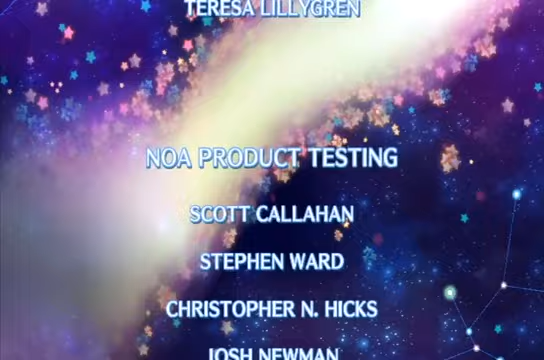 TERESA LILLYGREN
NOA PRODUCT TESTING
SCOTT CALLAHAN
STEPHEN WARD
CHRISTOPHER N. HICKS
JOSH NEWMAN